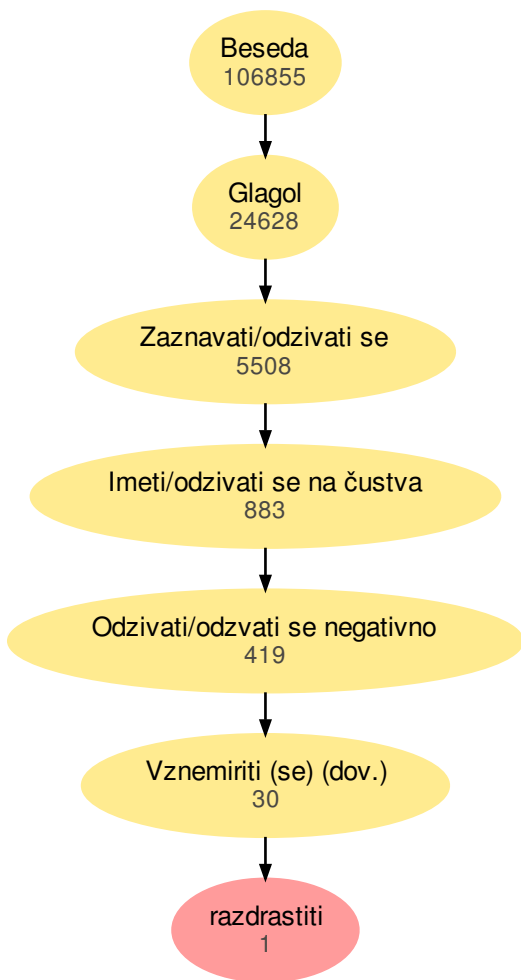 Beseda
106855
Glagol
24628
Zaznavati/odzivati se
5508
Imeti/odzivati se na čustva
883
Odzivati/odzvati se negativno
419
Vznemiriti (se) (dov.)
30
razdrastiti
1